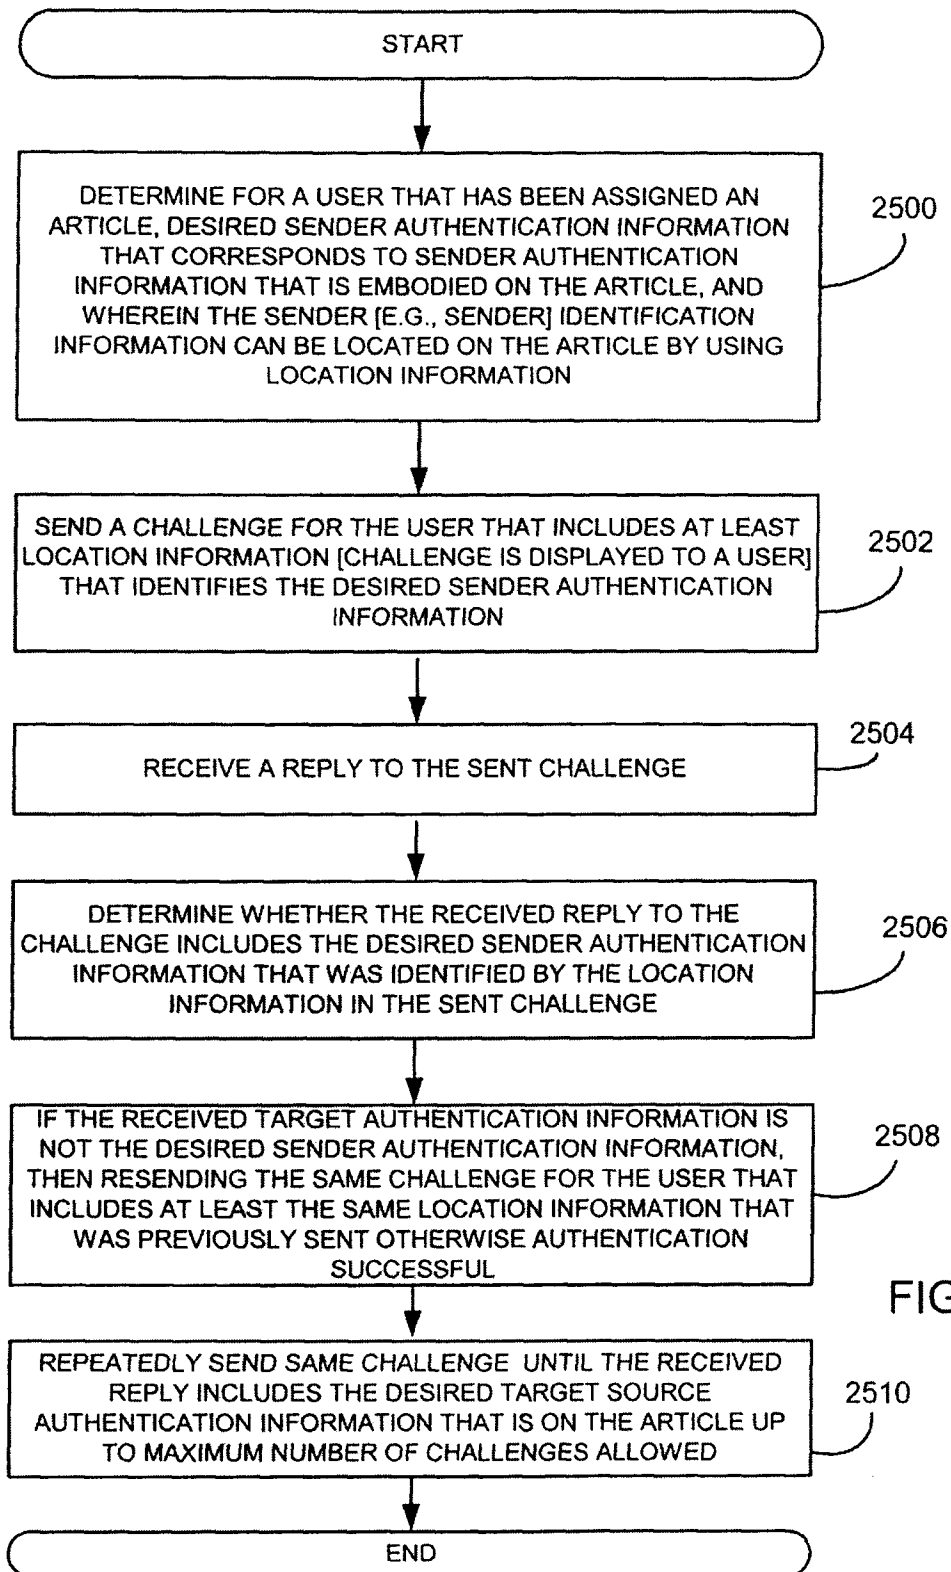 START
DETERMINE FOR A USER THAT HAS BEEN ASSIGNED AN
ARTICLE, DESIRED SENDER AUTHENTICATION INFORMATION
THAT CORRESPONDS TO SENDER AUTHENTICATION
INFORMATION THAT IS EMBODIED ON THE ARTICLE, AND
WHEREIN THE SENDER [E.G., SENDER] IDENTIFICATION
INFORMATION CAN BE LOCATED ON THE ARTICLE BY USING
LOCATION INFORMATION
2500
SEND A CHALLENGE FOR THE USER THAT INCLUDES AT LEAST
LOCATION INFORMATION [CHALLENGE IS DISPLAYED TO A USER]
THAT IDENTIFIES THE DESIRED SENDER AUTHENTICATION
INFORMATION
2502
RECEIVE A REPLY TO THE SENT CHALLENGE
2504
DETERMINE WHETHER THE RECEIVED REPLY TO THE
CHALLENGE INCLUDES THE DESIRED SENDER AUTHENTICATION
INFORMATION THAT WAS IDENTIFIED BY THE LOCATION
INFORMATION IN THE SENT CHALLENGE
2506
IF THE RECEIVED TARGET AUTHENTICATION INFORMATION IS
NOT THE DESIRED SENDER AUTHENTICATION INFORMATION,
THEN RESENDING THE SAME CHALLENGE FOR THE USER THAT
INCLUDES AT LEAST THE SAME LOCATION INFORMATION THAT
WAS PREVIOUSLY SENT OTHERWISE AUTHENTICATION
SUCCESSFUL
2508
FIG
REPEATEDLY SEND SAME CHALLENGE UNTIL THE RECEIVED
REPLY INCLUDES THE DESIRED TARGET SOURCE
AUTHENTICATION INFORMATION THAT IS ON THE ARTICLE UP
TO MAXIMUM NUMBER OF CHALLENGES ALLOWED
2510
END